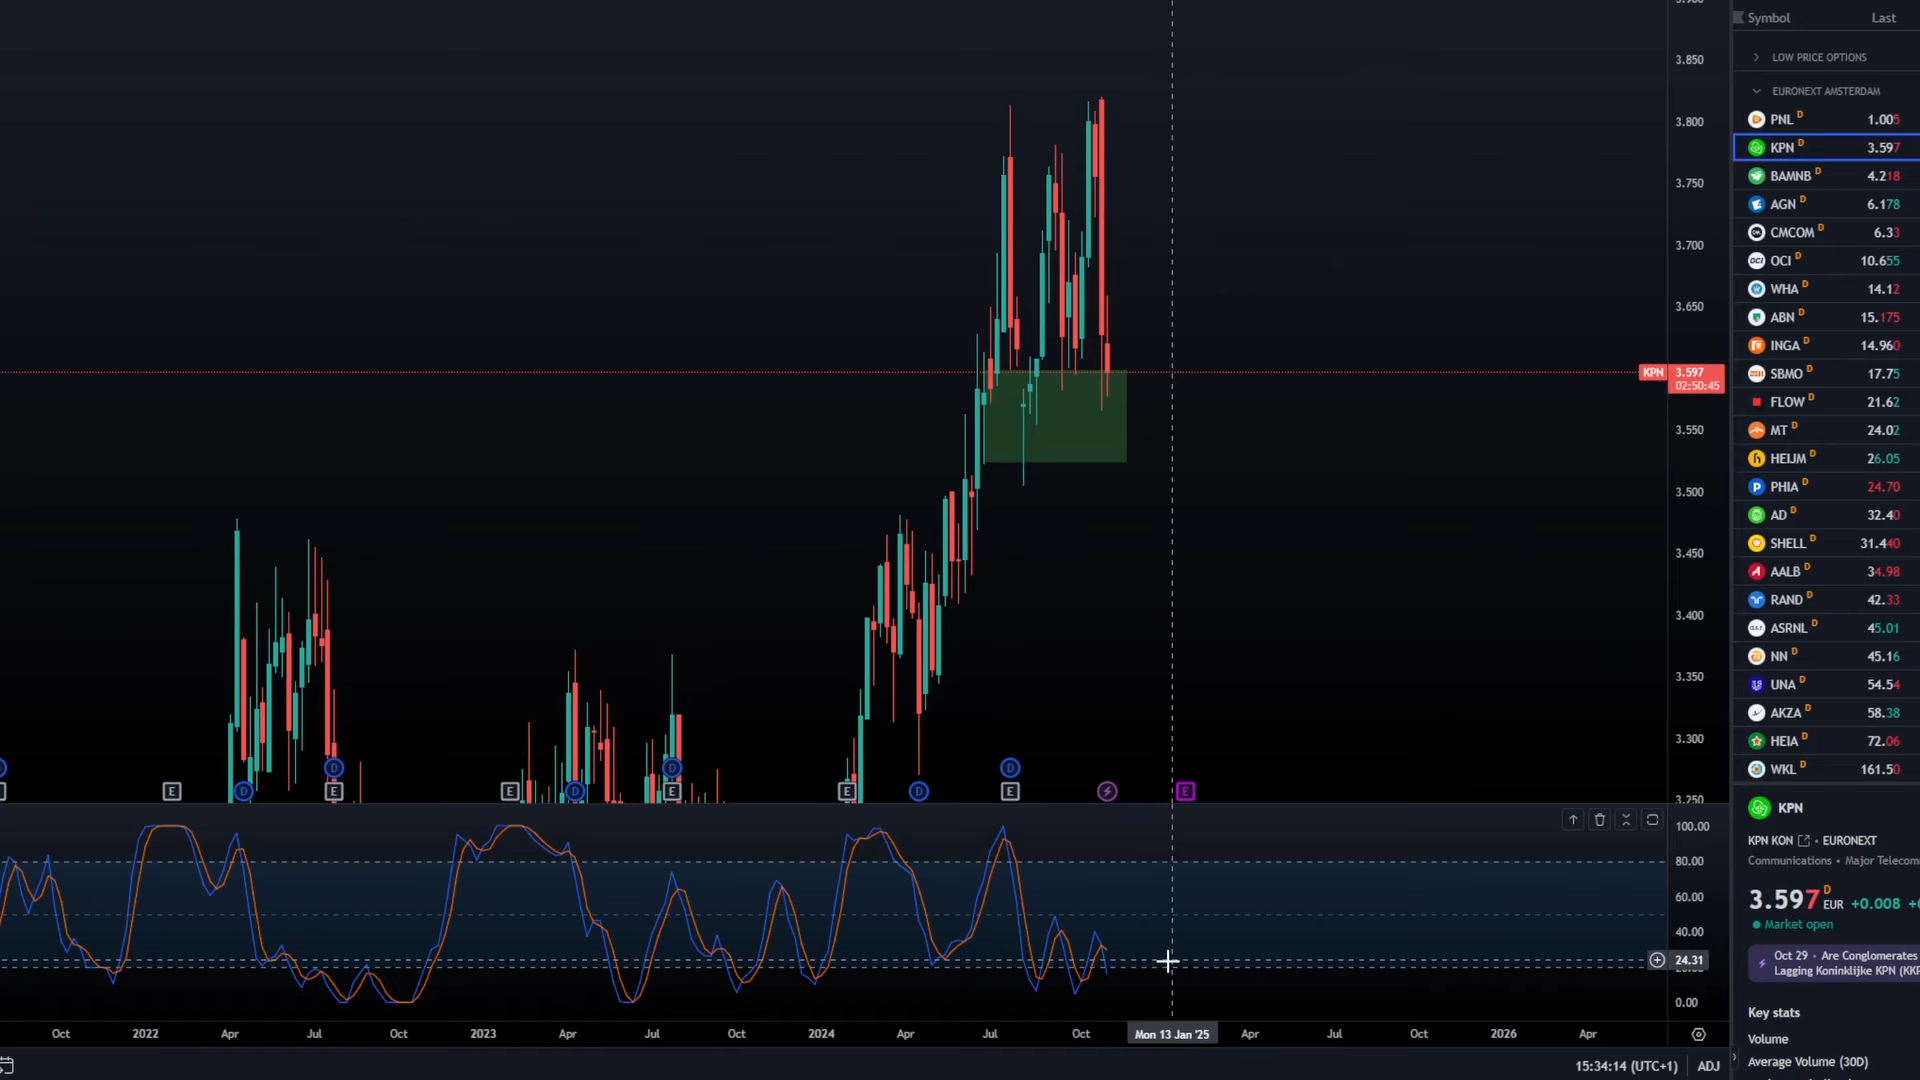 3.850
3.800
3.750
3.700
3.650
KPN 3.597
02:50:45
3.550
3.500
3.450
3.400
3.350
3.300
3.250
D
D D D D D D
E E E E E E E
100.00
80.00
60.00
40.00
24.31
0.00
Oct 2022 Apr Jul Oct 2023 Apr Jul Oct 2024 Apr Jul Oct Mon 13 Jan '25 Apr Jul Oct 2026 Apr
15:34:14 (UTC+1) ADJ
Symbol Last
LOW PRICE OPTIONS
EURONEXT AMSTERDAM
PNL D 1.005
KPN D 3.597
BAMNB D 4.218
AGN D 6.178
CMCOM D 6.33
OCI D 10.655
WHA D 14.12
ABN D 15.175
INGA D 14.960
SBMO D 17.75
FLOW D 21.62
MT D 24.02
HEIJM D 26.05
PHIA D 24.70
AD D 32.40
SHELL D 31.440
AALB D 34.98
RAND D 42.33
ASRNL D 45.01
NN D 45.16
UNA D 54.54
AKZA D 58.38
HEIA D 72.06
WKL D 161.50
KPN
KPN KON • EURONEXT
Communications • Major Telecom
3.597 D EUR +0.008
Market open
Oct 29 • Are Conglomerates
Lagging Koninklijke KPN (KKP
Key stats
Volume
Average Volume (30D)